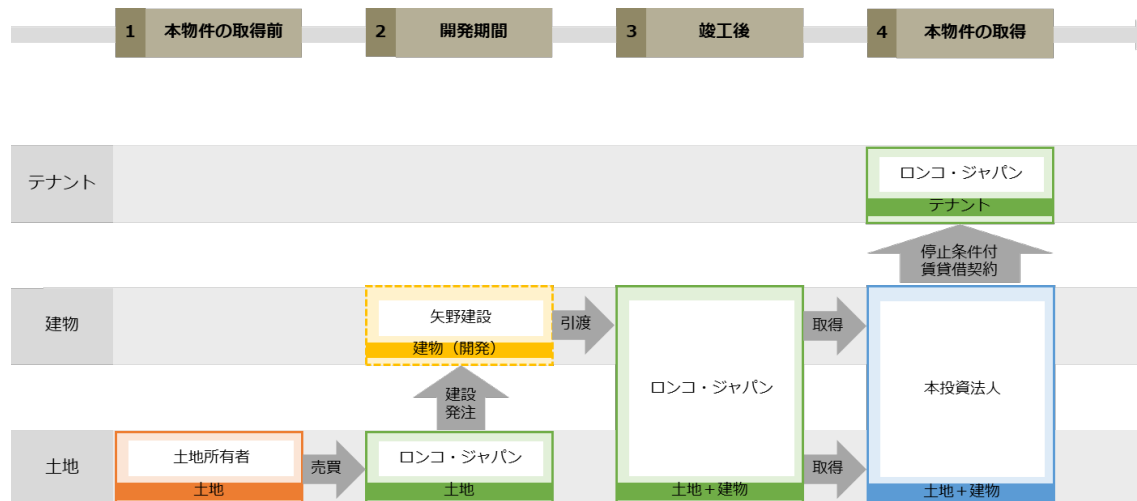 1 本物件の取得前
2 開発期間
3 竣工後
4 本物件の取得
テナント
ロンコ・ジャパン
テナント
停止条件付
賃貸借契約
建物
矢野建設
建物（開発）
引渡
ロンコ・ジャパン
土地＋建物
取得
本投資法人
土地＋建物
建設
発注
土地
土地所有者
土地
売買
ロンコ・ジャパン
土地
取得